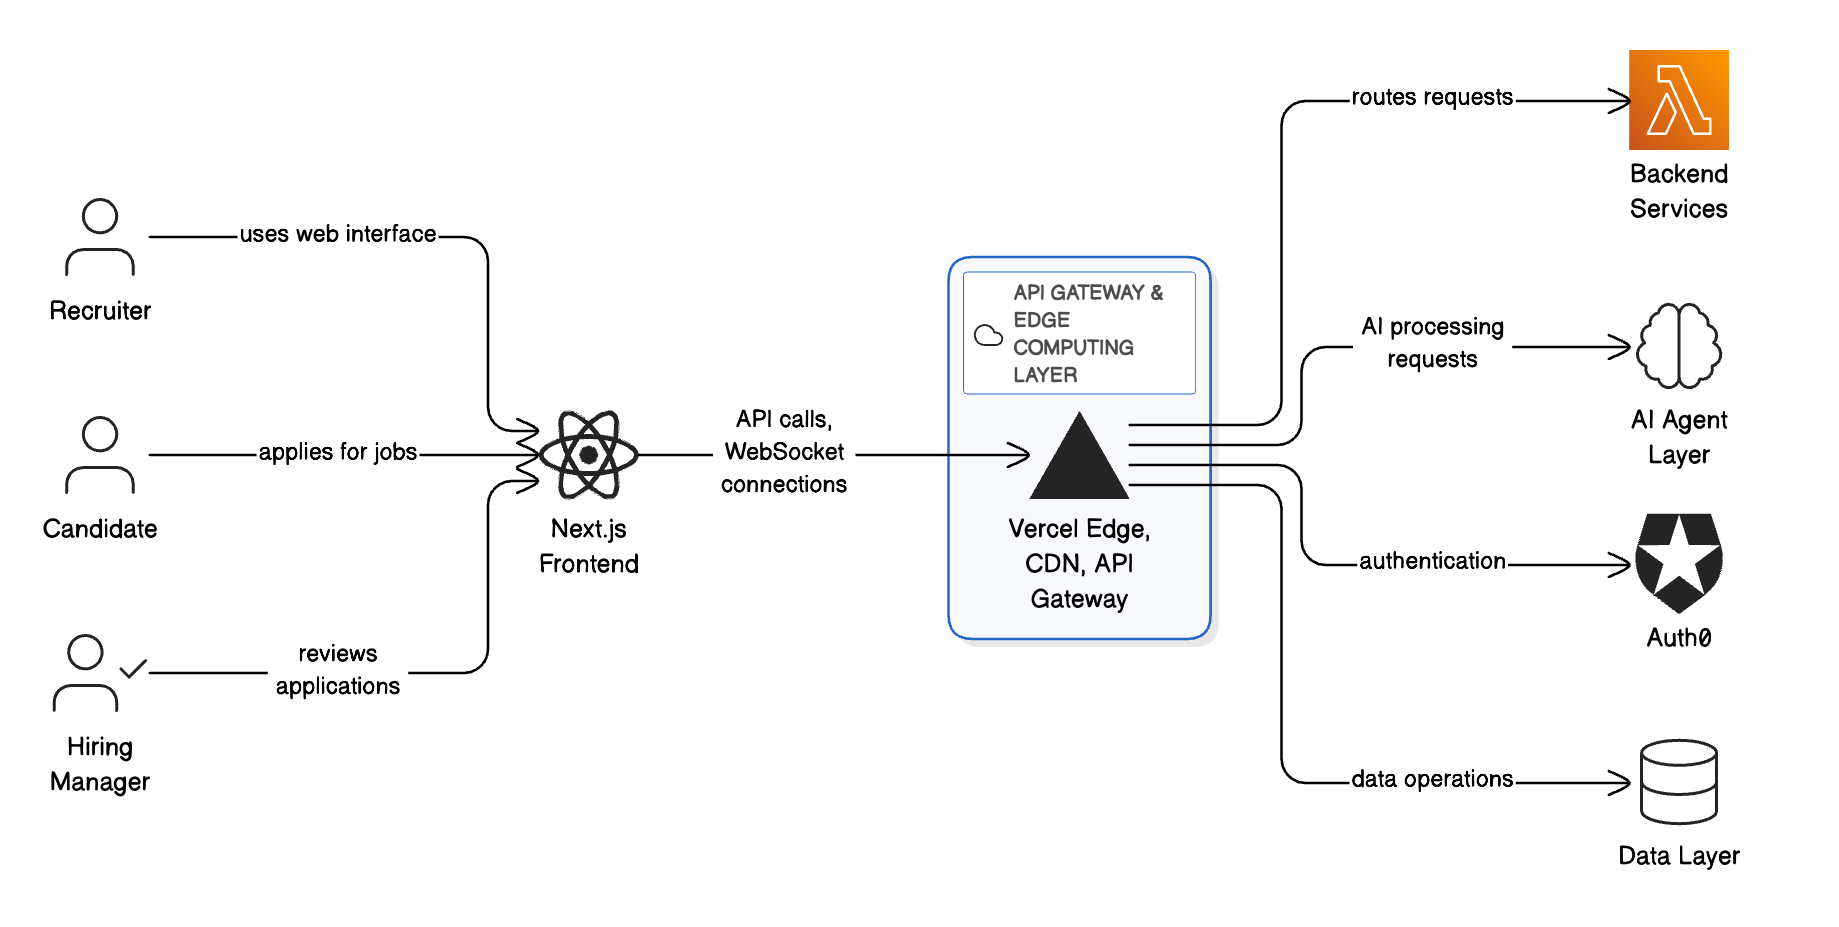 routes requests
Backend
Services
uses web interface
Recruiter
API GATEWAY &
EDGE
COMPUTING
LAYER
AI processing
requests
AI Agent
Layer
applies for jobs
Candidate
Next.js
Frontend
API calls,
WebSocket
connections
Vercel Edge,
CDN, API
Gateway
authentication
Auth0
reviews
applications
Hiring
Manager
data operations
Data Layer